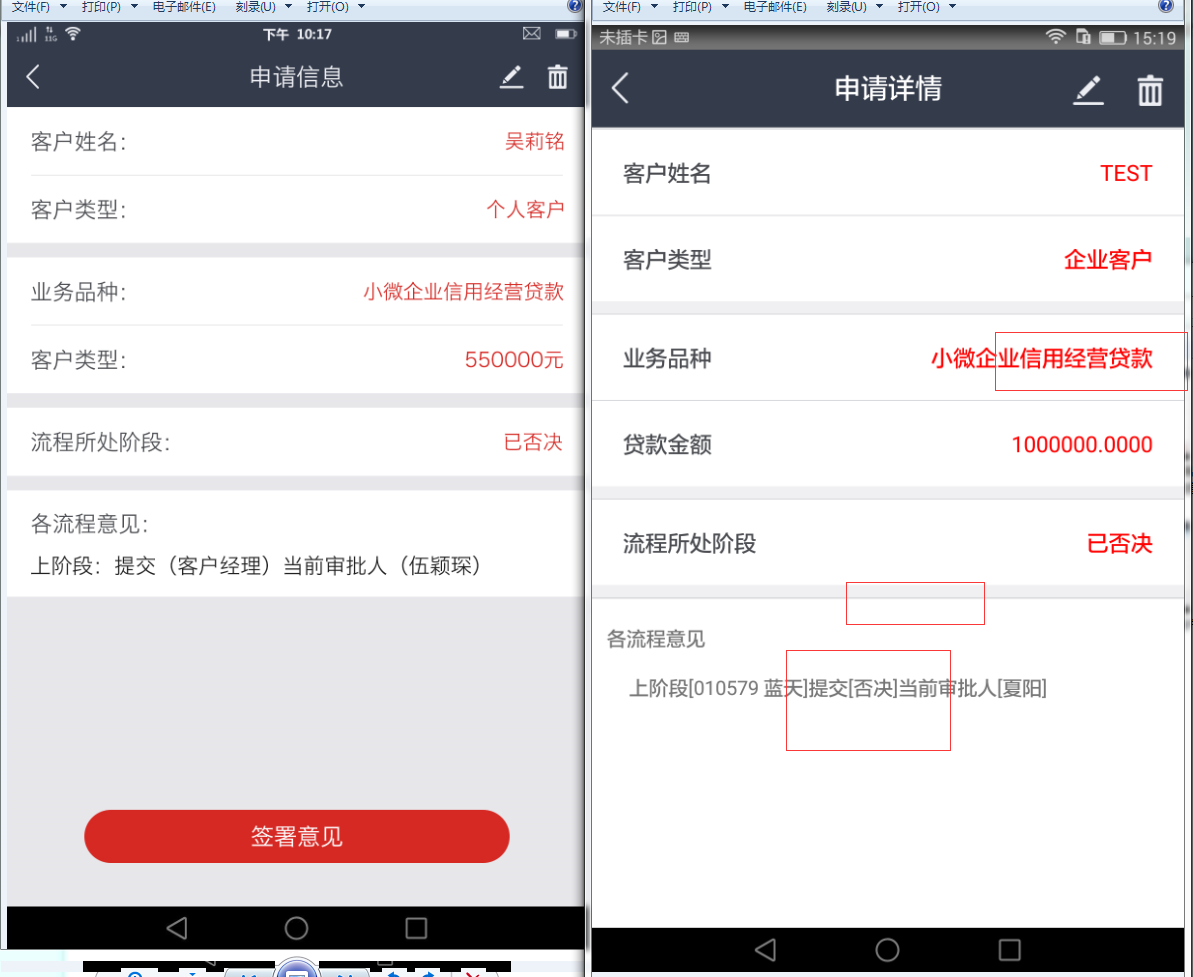 文件(F) 打印(P) 电子邮件(E) 刻录(U) 打开(O)
下午 10:17
申请信息
客户姓名: 吴莉铭
客户类型: 个人客户
业务品种: 小微企业信用经营贷款
客户类型: 550000元
流程所处阶段: 已否决
各流程意见:
上阶段: 提交（客户经理）当前审批人（伍颖琛）
签署意见
文件(F) 打印(P) 电子邮件(E) 刻录(U) 打开(O)
未插卡 15:19
申请详情
客户姓名 TEST
客户类型 企业客户
业务品种 小微企业信用经营贷款
贷款金额 1000000.0000
流程所处阶段 已否决
各流程意见
上阶段[010579 蓝天]提交[否决]当前审批人[夏阳]